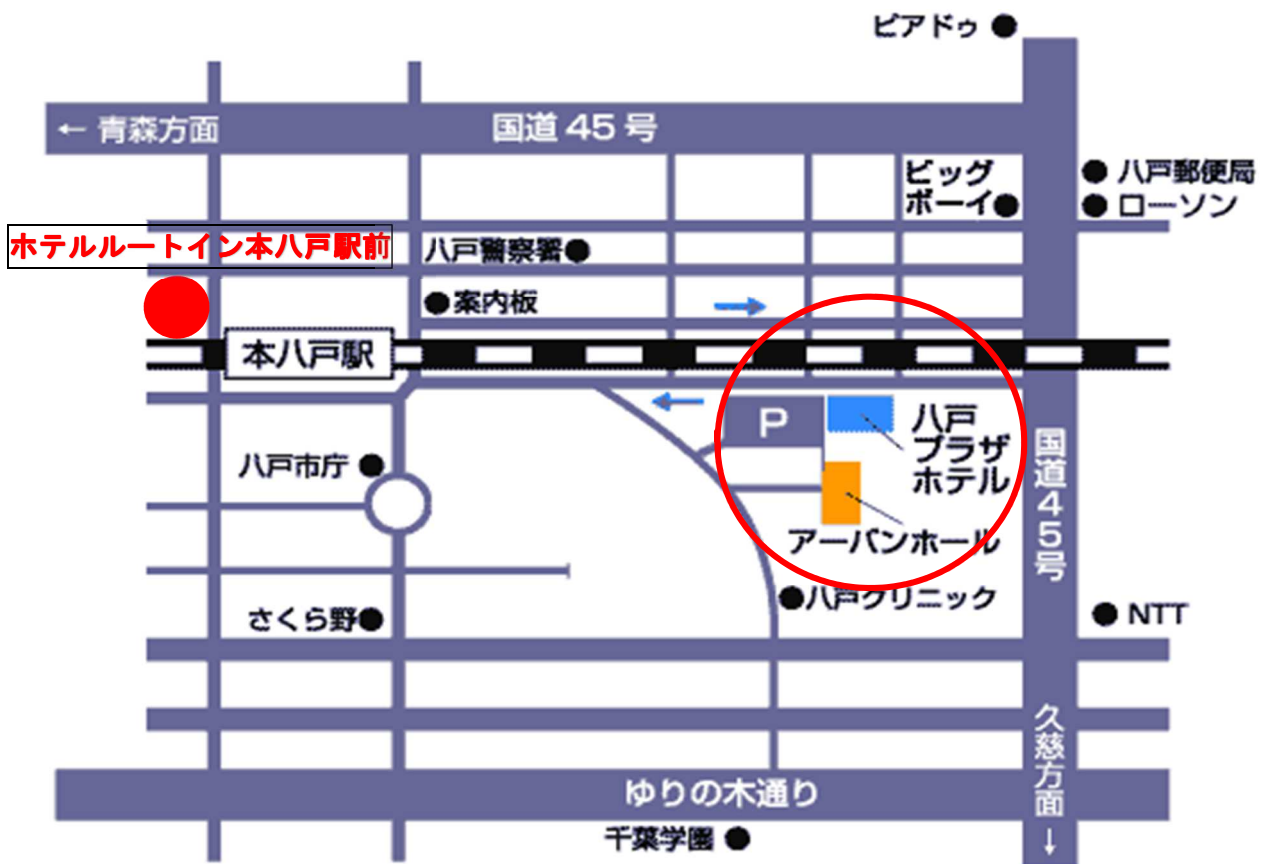 ピアドゥ
← 青森方面
国道 45 号
ビッグ
ボーイ
八戸郵便局
ローソン
ホテルルートイン本八戸駅前
八戸警察署
案内板
本八戸駅
P
八戸
プラザ
ホテル
国道45号
八戸市庁
アーバンホール
八戸クリニック
さくら野
NTT
久慈方面
↓
ゆりの木通り
千葉学園